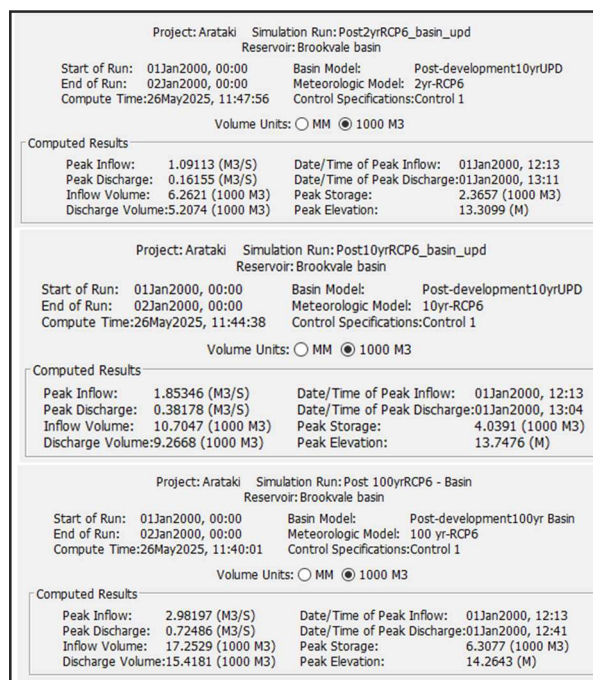 Project: Arataki Simulation Run: Post2yrRCP6_basin_upd
Reservoir: Brookvale basin
Start of Run: 01Jan2000, 00:00 Basin Model: Post-development10yrUPD
End of Run: 02Jan2000, 00:00 Meteorologic Model: 2yr-RCP6
Compute Time:26May2025, 11:47:56 Control Specifications:Control 1
Volume Units: MM 1000 M3
Computed Results
Peak Inflow: 1.09113 (M3/S) Date/Time of Peak Inflow: 01Jan2000, 12:13
Peak Discharge: 0.16155 (M3/S) Date/Time of Peak Discharge:01Jan2000, 13:11
Inflow Volume: 6.2621 (1000 M3) Peak Storage: 2.3657 (1000 M3)
Discharge Volume:5.2074 (1000 M3) Peak Elevation: 13.3099 (M)
Project: Arataki Simulation Run: Post10yrRCP6_basin_upd
Reservoir: Brookvale basin
Start of Run: 01Jan2000, 00:00 Basin Model: Post-development10yrUPD
End of Run: 02Jan2000, 00:00 Meteorologic Model: 10yr-RCP6
Compute Time:26May2025, 11:44:38 Control Specifications:Control 1
Volume Units: MM 1000 M3
Computed Results
Peak Inflow: 1.85346 (M3/S) Date/Time of Peak Inflow: 01Jan2000, 12:13
Peak Discharge: 0.38178 (M3/S) Date/Time of Peak Discharge:01Jan2000, 13:04
Inflow Volume: 10.7047 (1000 M3) Peak Storage: 4.0391 (1000 M3)
Discharge Volume:9.2668 (1000 M3) Peak Elevation: 13.7476 (M)
Project: Arataki Simulation Run: Post 100yrRCP6 - Basin
Reservoir: Brookvale basin
Start of Run: 01Jan2000, 00:00 Basin Model: Post-development100yr Basin
End of Run: 02Jan2000, 00:00 Meteorologic Model: 100 yr-RCP6
Compute Time:26May2025, 11:40:01 Control Specifications:Control 1
Volume Units: MM 1000 M3
Computed Results
Peak Inflow: 2.98197 (M3/S) Date/Time of Peak Inflow: 01Jan2000, 12:13
Peak Discharge: 0.72486 (M3/S) Date/Time of Peak Discharge:01Jan2000, 12:41
Inflow Volume: 17.2529 (1000 M3) Peak Storage: 6.3077 (1000 M3)
Discharge Volume:15.4181 (1000 M3) Peak Elevation: 14.2643 (M)